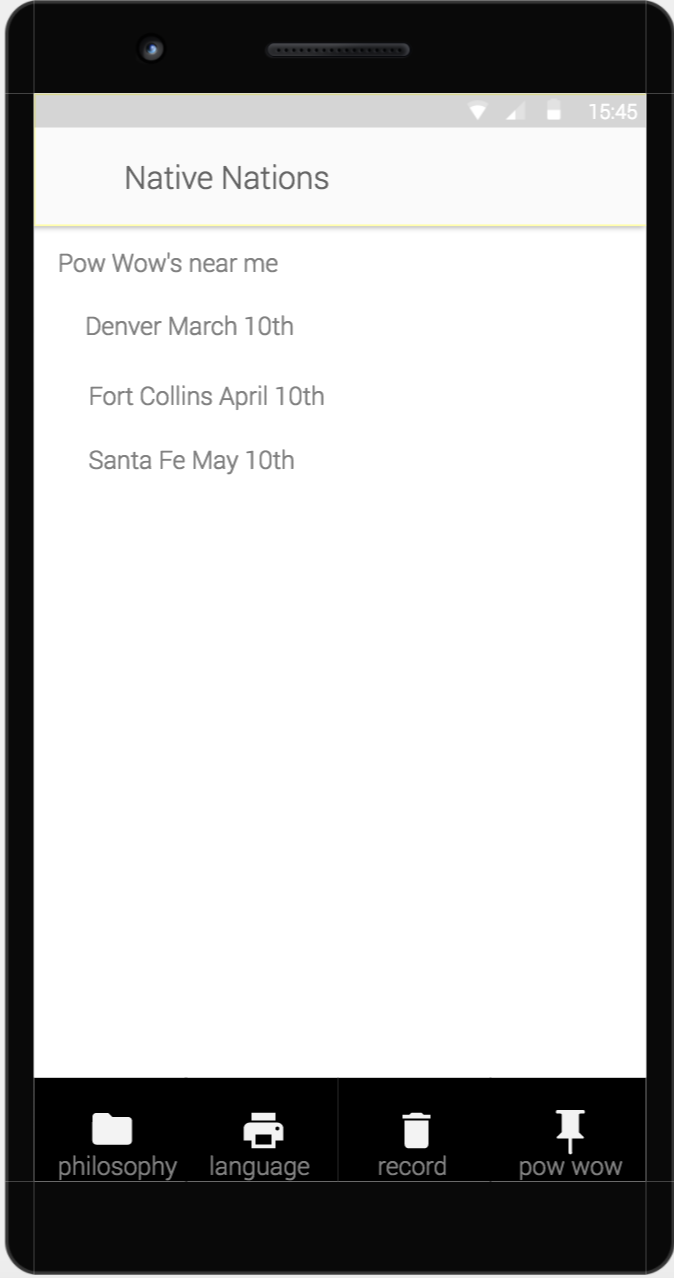 15:45
Native Nations
Pow Wow's near me
Denver March 10th
Fort Collins April 10th
Santa Fe May 10th
philosophy language record pow wow